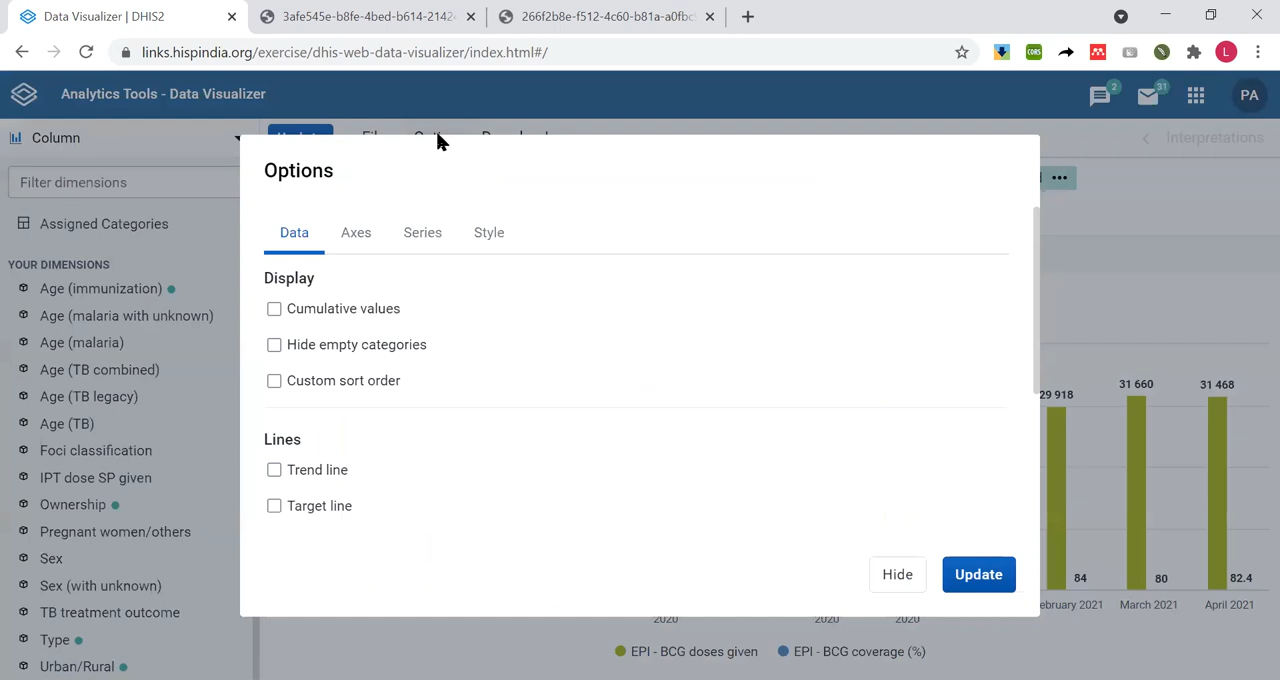 Data Visualizer | DHIS2
3afe545e-b8fe-4bed-b614-2142
266f2b8e-f512-4c60-b81a-a0fbc
links.hispindia.org/exercise/dhis-web-data-visualizer/index.html#/
CORS
L
Analytics Tools - Data Visualizer
2
31
PA
Column
Interpretations
Filter dimensions
Options
Assigned Categories
Data
Axes
Series
Style
YOUR DIMENSIONS
Display
Age (immunization)
Cumulative values
Age (malaria with unknown)
Hide empty categories
Age (malaria)
Age (TB combined)
Custom sort order
Age (TB legacy)
29 918
31 660
31 468
Age (TB)
Lines
Foci classification
Trend line
IPT dose SP given
Ownership
Target line
Pregnant women/others
Sex
Hide
Update
84
80
82.4
Sex (with unknown)
ebruary 2021
March 2021
April 2021
TB treatment outcome
2020
2020
2020
Type
EPI - BCG doses given
EPI - BCG coverage (%)
Urban/Rural